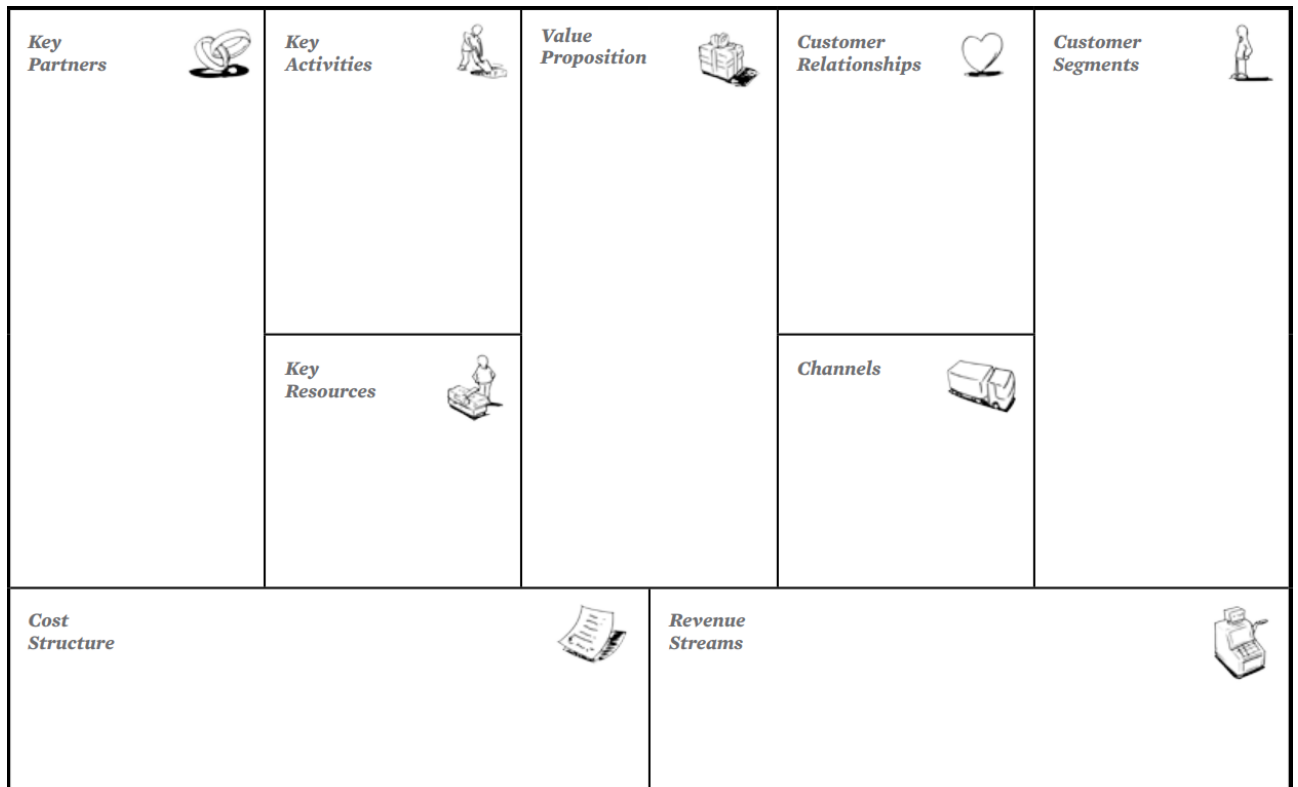 Key
Partners
Key
Activities
Value
Proposition
Customer
Relationships
Customer
Segments
Key
Resources
Channels
Cost
Structure
Revenue
Streams